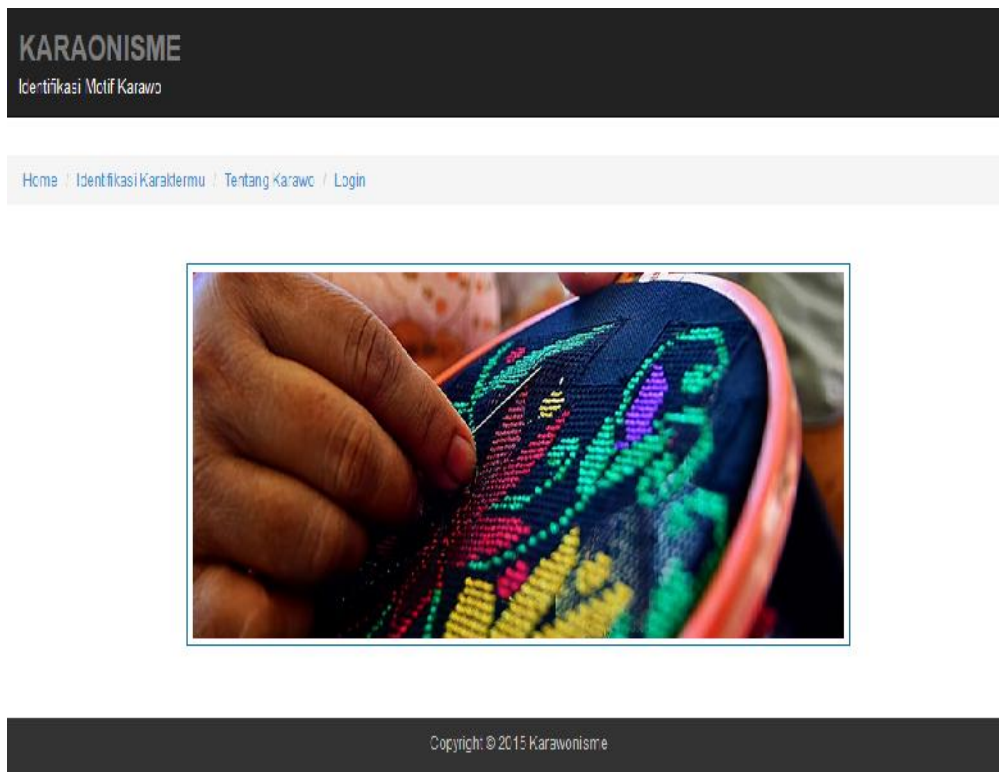 KARAONISME
Identifikasi Motif Karawo
Home / Identifikasi Karaktermu / Tentang Karawo / Login
Copyright © 2015 Karawonisme